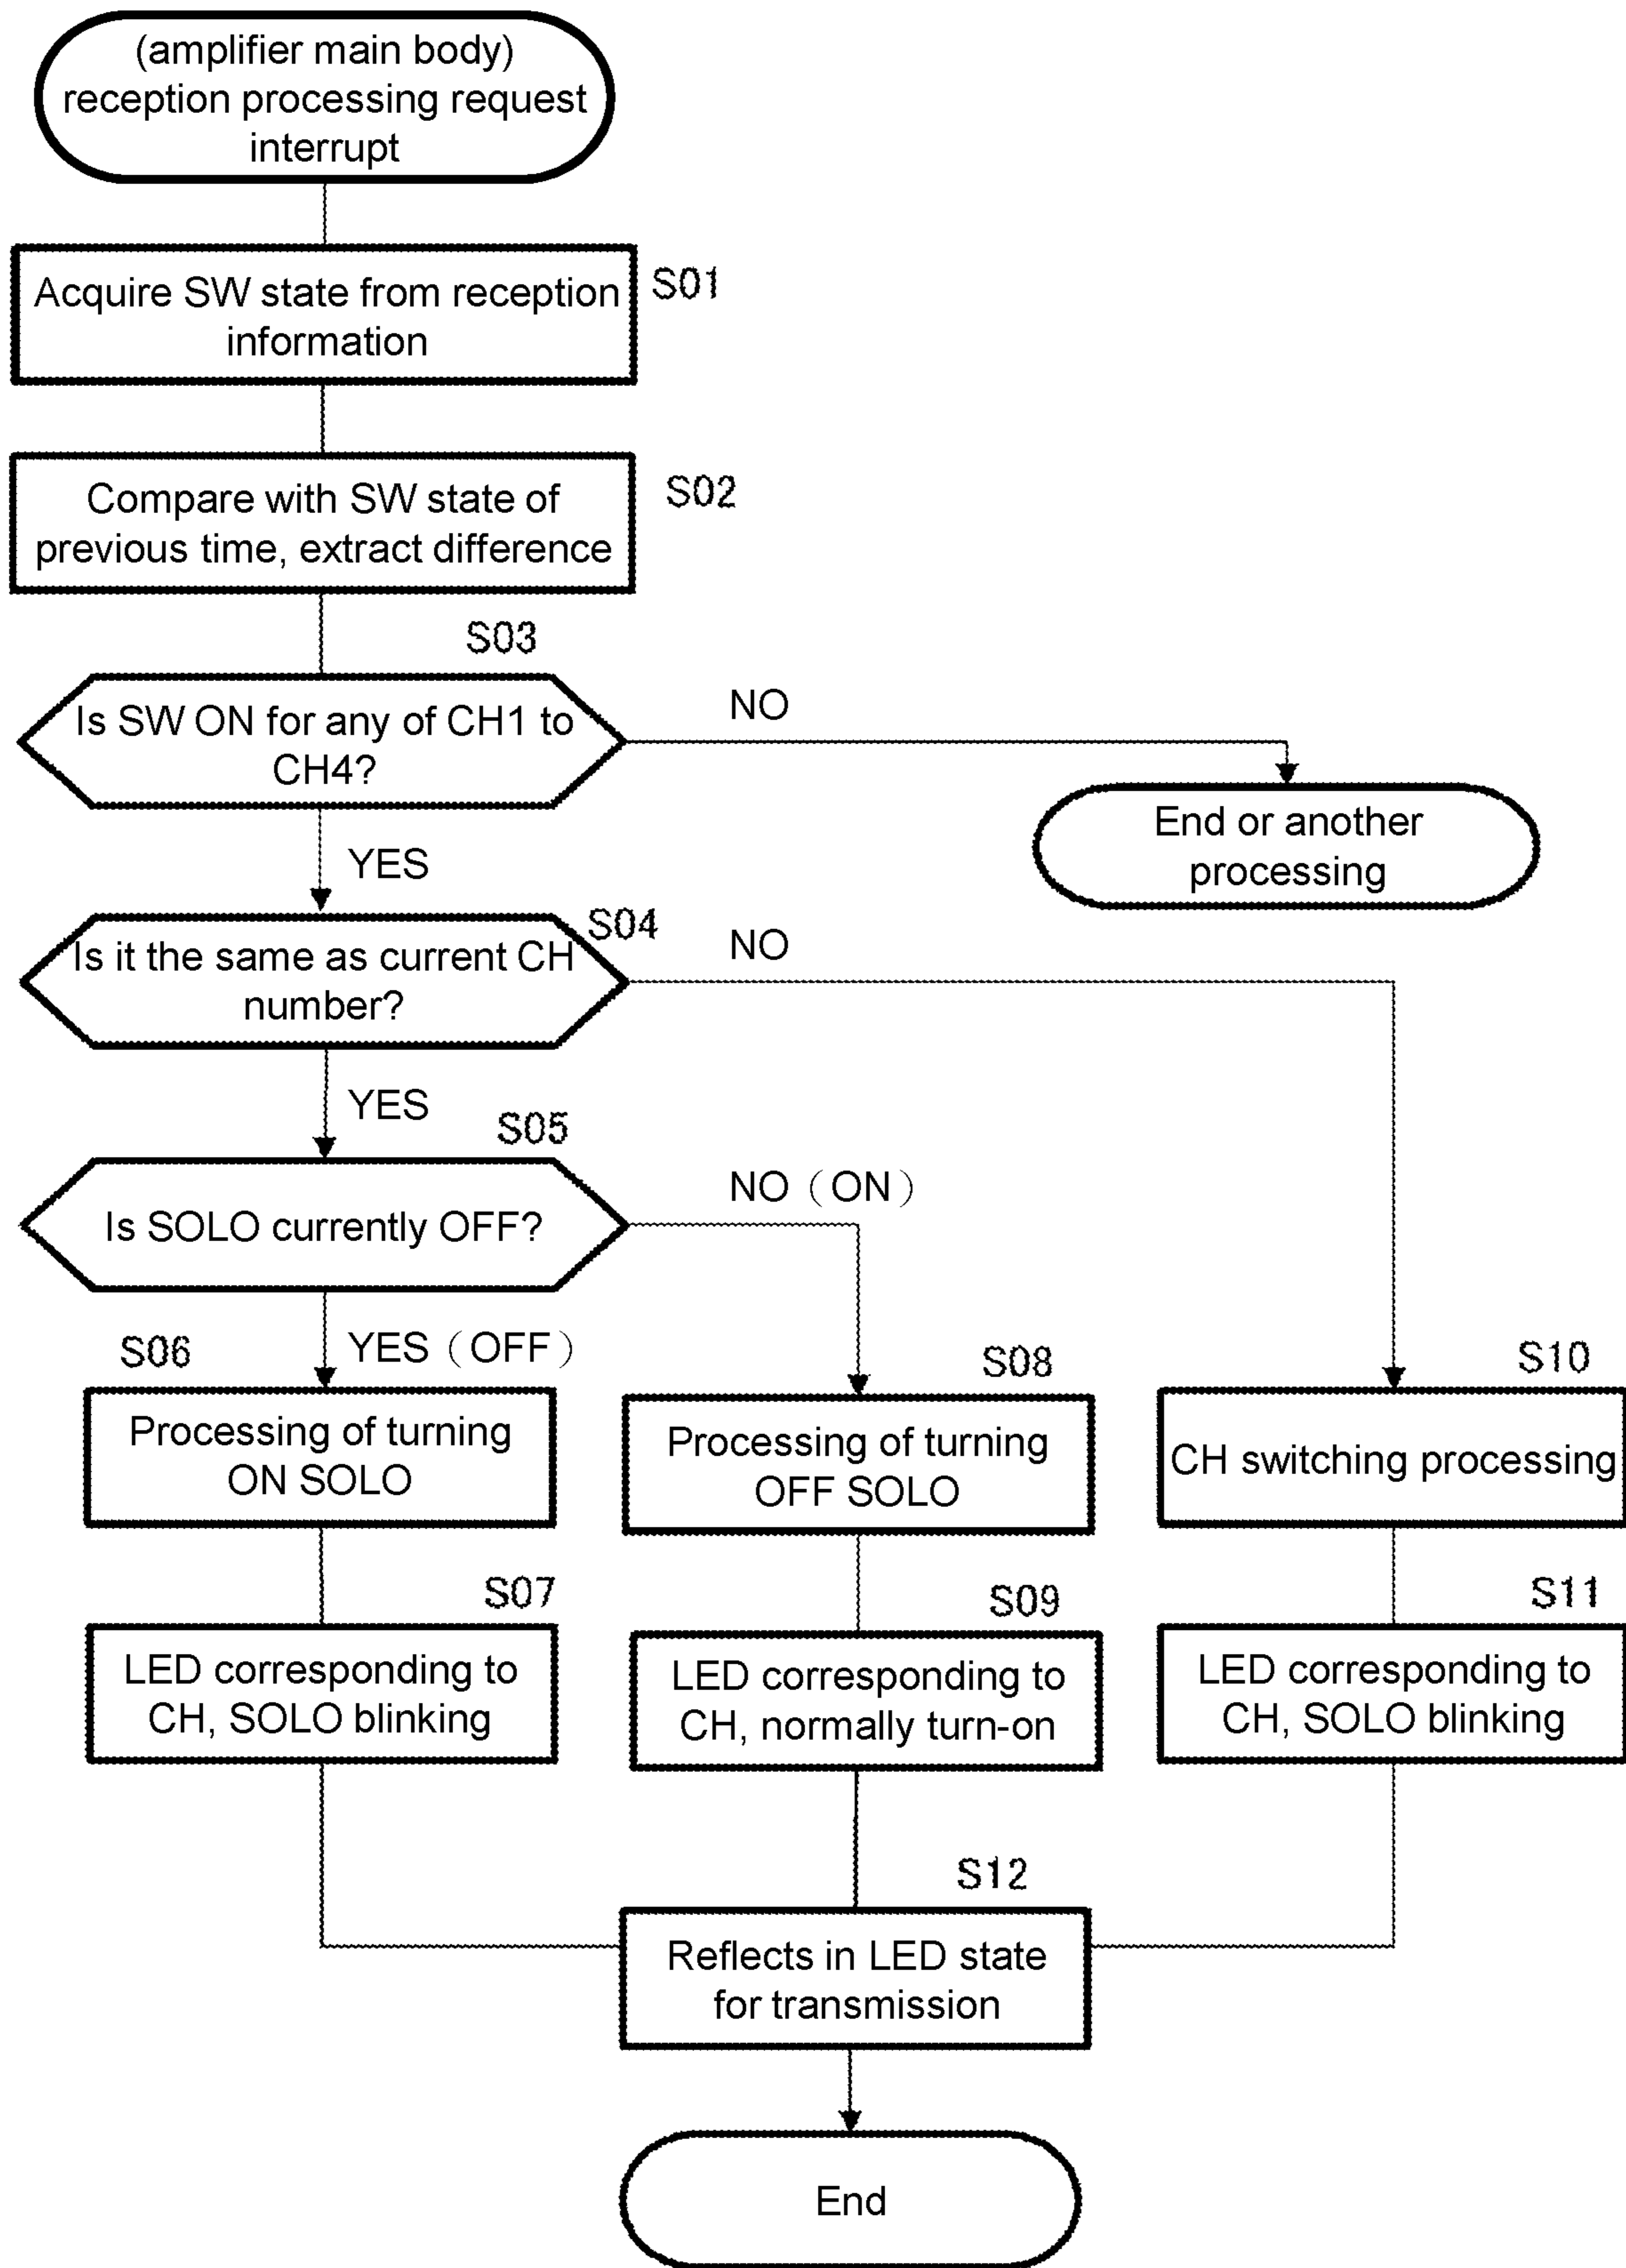 (amplifier main body)
reception processing request
interrupt
S01
Acquire SW state from reception
information
S02
Compare with SW state of
previous time, extract difference
S03
Is SW ON for any of CH1 to
CH4?
NO
End or another
processing
YES
S04
Is it the same as current CH
number?
NO
YES
S05
Is SOLO currently OFF?
NO (ON)
YES (OFF)
S06
Processing of turning
ON SOLO
S08
Processing of turning
OFF SOLO
S10
CH switching processing
S07
LED corresponding to
CH, SOLO blinking
S09
LED corresponding to
CH, normally turn-on
S11
LED corresponding to
CH, SOLO blinking
S12
Reflects in LED state
for transmission
End